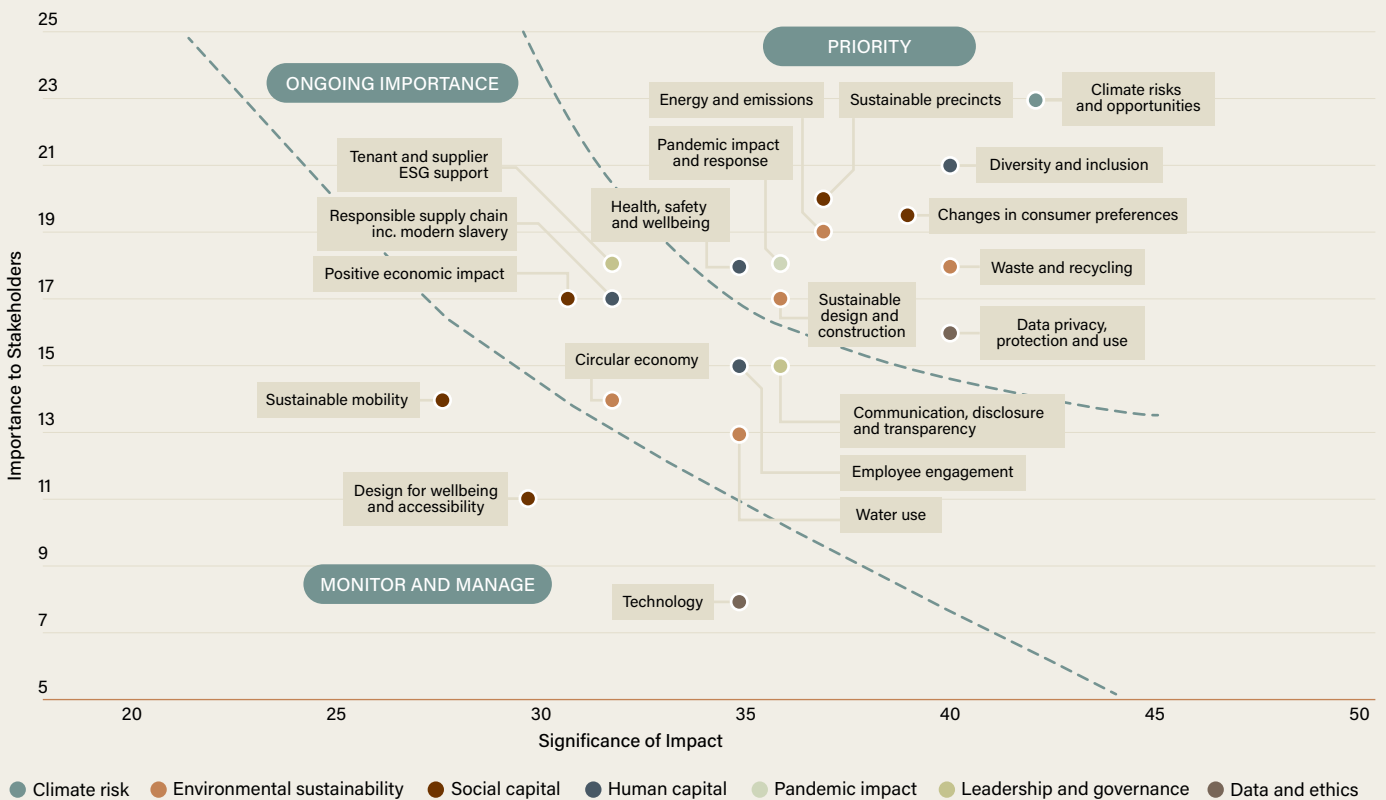 25
PRIORITY
ONGOING IMPORTANCE
23
Energy and emissions
Sustainable precincts
Climate risks
and opportunities
21
Tenant and supplier
ESG support
Pandemic impact
and response
Diversity and inclusion
19
Responsible supply chain
inc. modern slavery
Health, safety
and wellbeing
Changes in consumer preferences
Positive economic impact
Waste and recycling
17
Sustainable
design and
construction
Data privacy,
protection and use
15
Circular economy
Sustainable mobility
13
Communication, disclosure
and transparency
Employee engagement
11
Design for wellbeing
and accessibility
Water use
9
MONITOR AND MANAGE
Technology
7
5
Importance to Stakeholders
20
25
30
35
40
45
50
Significance of Impact
Climate risk
Environmental sustainability
Social capital
Human capital
Pandemic impact
Leadership and governance
Data and ethics